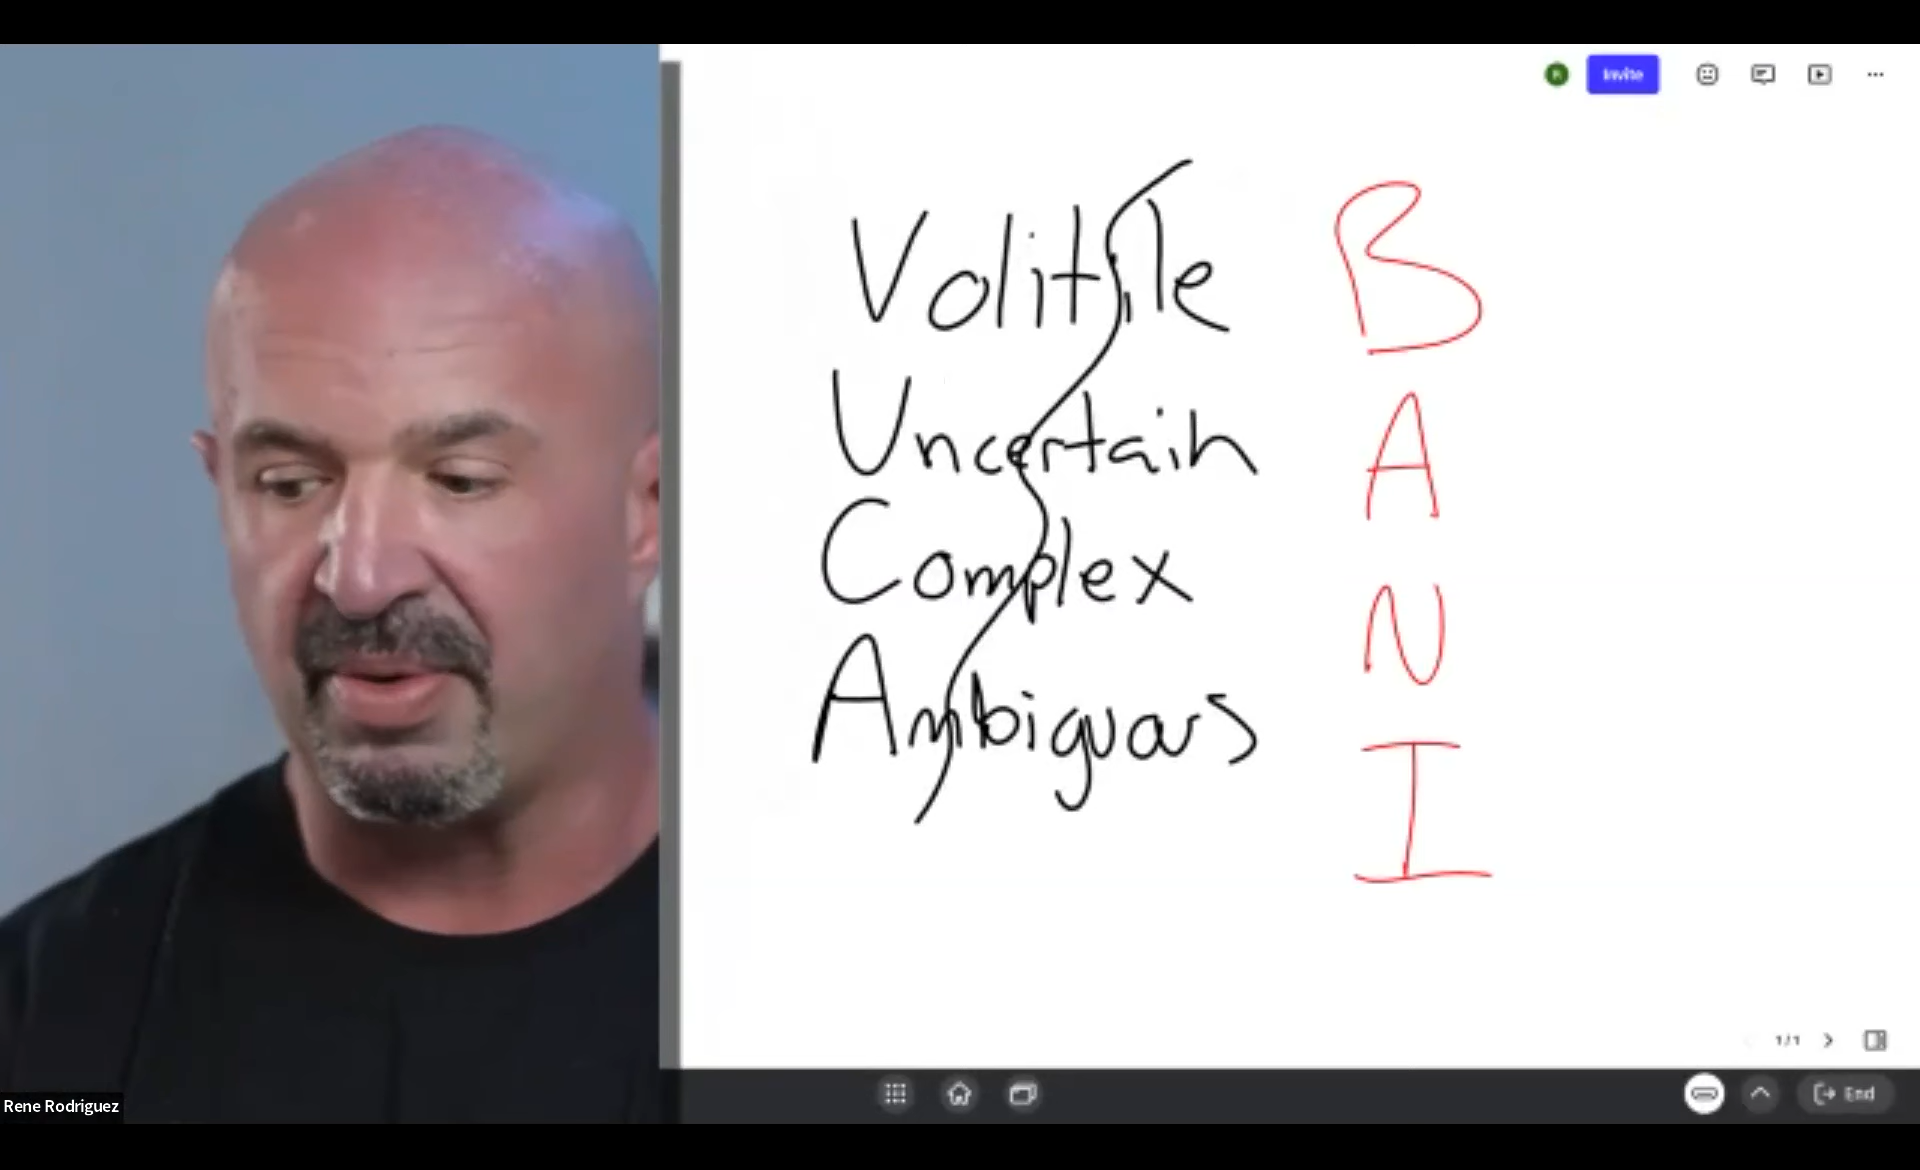 Invite
Volitile
Uncertain
Complex
Ambiguous
B
A
N
I
1/1
Rene Rodriguez
End